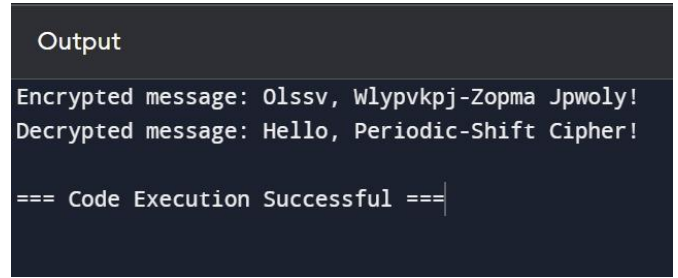 Output
Encrypted message: Olssv, Wlypvkpj-Zopma Jpwoly!
Decrypted message: Hello, Periodic-Shift Cipher!
=== Code Execution Successful ===